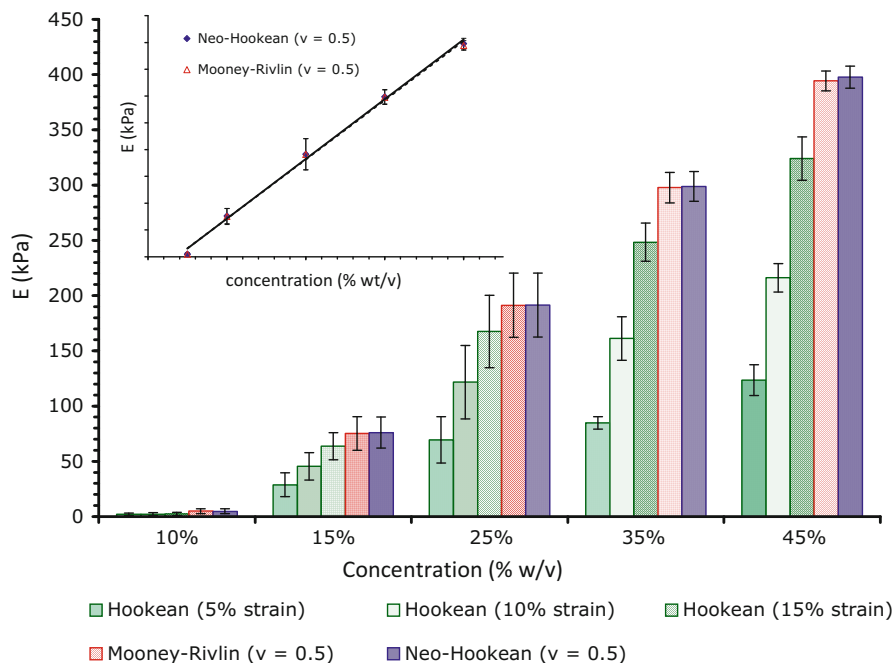 450
400
350
300
250
200
150
100
50
0
E (kPa)
Neo-Hookean (v = 0.5)
Mooney-Rivlin (v = 0.5)
E (kPa)
concentration (% wt/v)
10% 15% 25% 35% 45%
Concentration (% w/v)
Hookean (5% strain) Hookean (10% strain) Hookean (15% strain)
Mooney-Rivlin (v = 0.5) Neo-Hookean (v = 0.5)